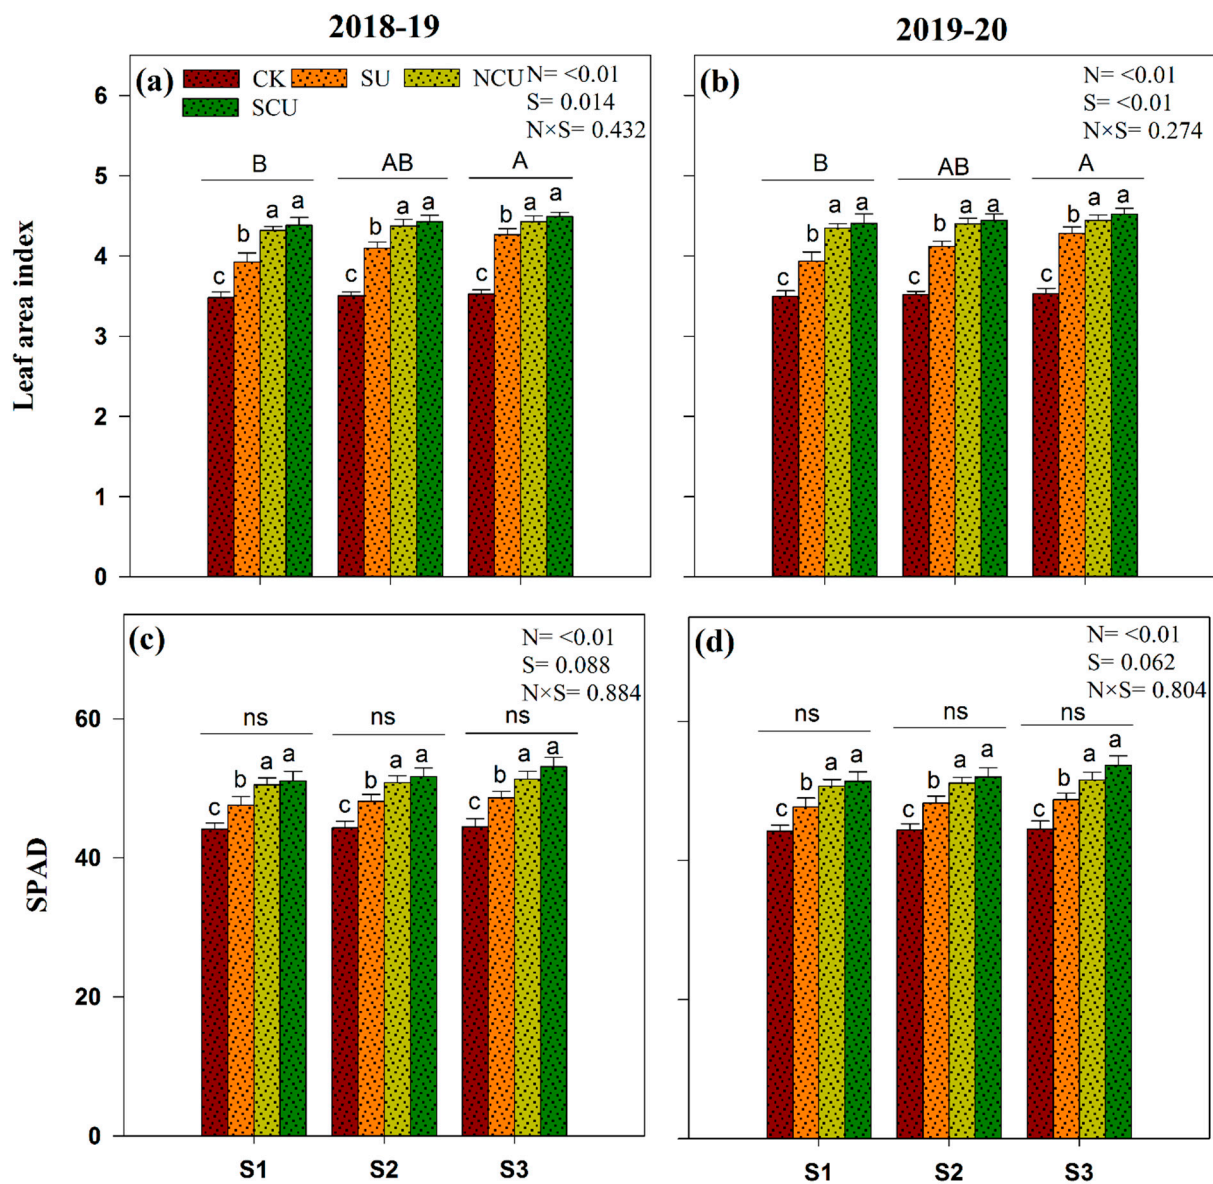 2018-19
2019-20
(a)
CK SU NCU
SCU
N= <0.01
S= 0.014
N×S= 0.432
B AB A
c b a a c b a a c b a a
6
5
4
3
2
1
0
Leaf area index
(b)
N= <0.01
S= <0.01
N×S= 0.274
B AB A
c b a a c b a a c b a a
(c)
N= <0.01
S= 0.088
N×S= 0.884
ns ns ns
c b a a c b a a c b a a
60
40
20
0
SPAD
S1 S2 S3
(d)
N= <0.01
S= 0.062
N×S= 0.804
ns ns ns
c b a a c b a a c b a a
S1 S2 S3